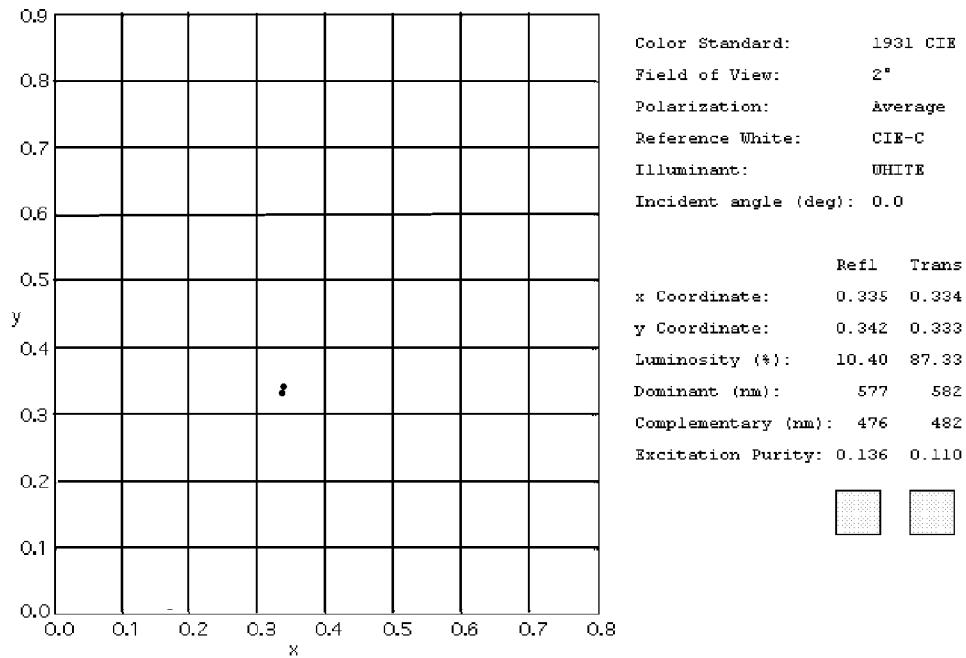 0.9
0.8
0.7
0.6
0.5
y
0.4
0.3
0.2
0.1
0.0
0.0 0.1 0.2 0.3 0.4 0.5 0.6 0.7 0.8
x
Color Standard: 1931 CIE
Field of View: 2°
Polarization: Average
Reference White: CIE-C
Illuminant: WHITE
Incident angle (deg): 0.0
Refl Trans
x Coordinate: 0.335 0.334
y Coordinate: 0.342 0.333
Luminosity (%): 10.40 87.33
Dominant (nm): 577 582
Complementary (nm): 476 482
Excitation Purity: 0.136 0.110